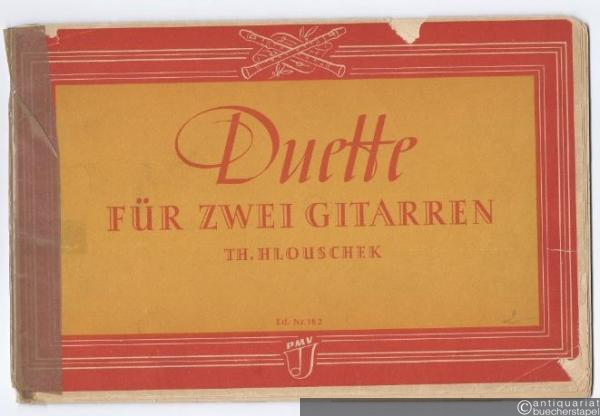 Duette
FÜR ZWEI GITARREN
TH. HLOUSCHEK
Ed.-Nr. 182
PMV
©antiquariat
buecherstapel